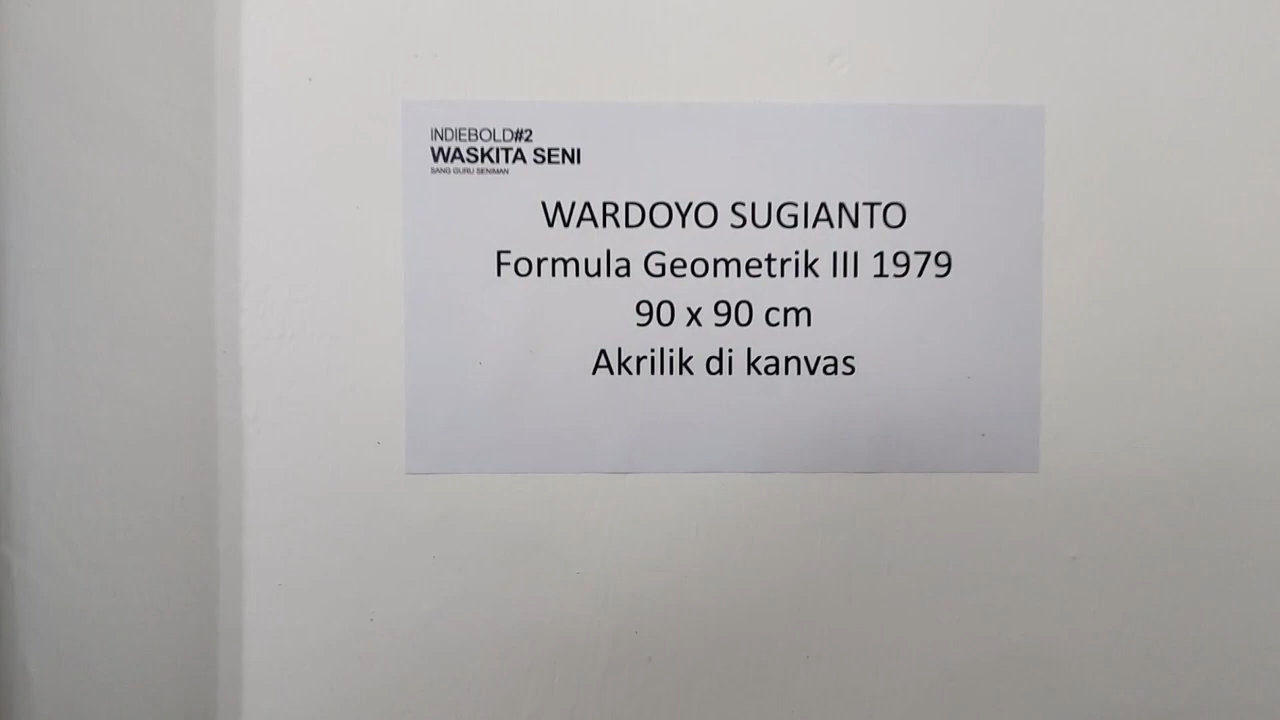 INDIEBOLD#2
WASKITA SENI
SANG GURU SENIMAN
WARDOYO SUGIANTO
Formula Geometrik III 1979
90 x 90 cm
Akrilik di kanvas